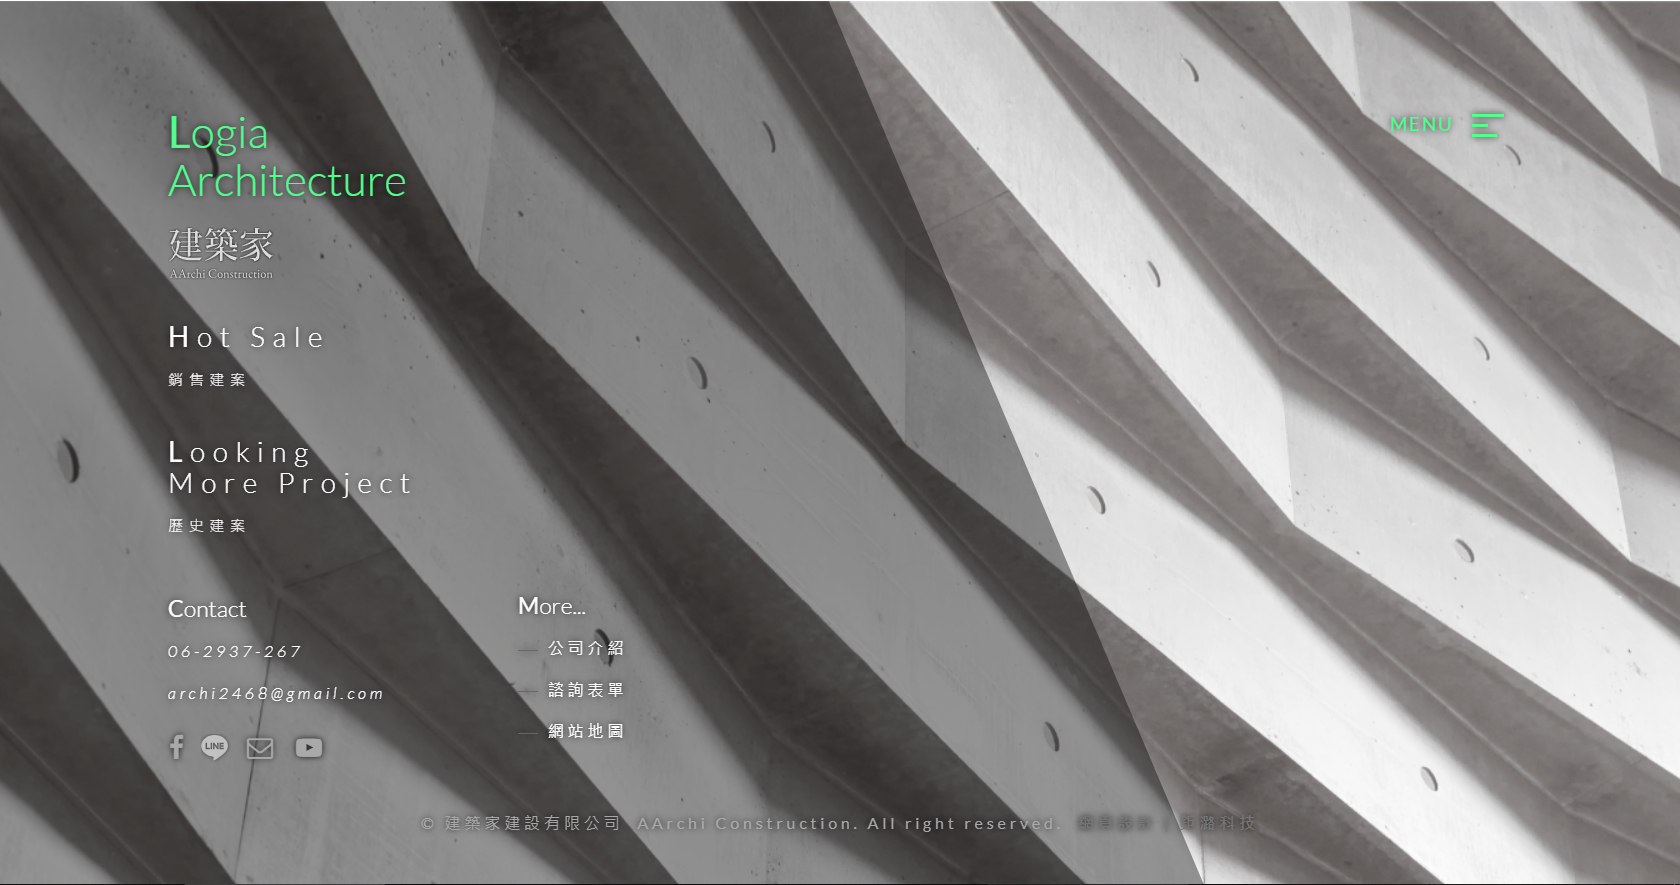 Logia
Architecture
MENU
建築家
AArchi Construction
Hot Sale
銷售建案
Looking
More Project
歷史建案
Contact
06-2937-267
archi2468@gmail.com
LINE
More...
公司介紹
諮詢表單
網站地圖
© 建築家建設有限公司 AArchi Construction. All right reserved.